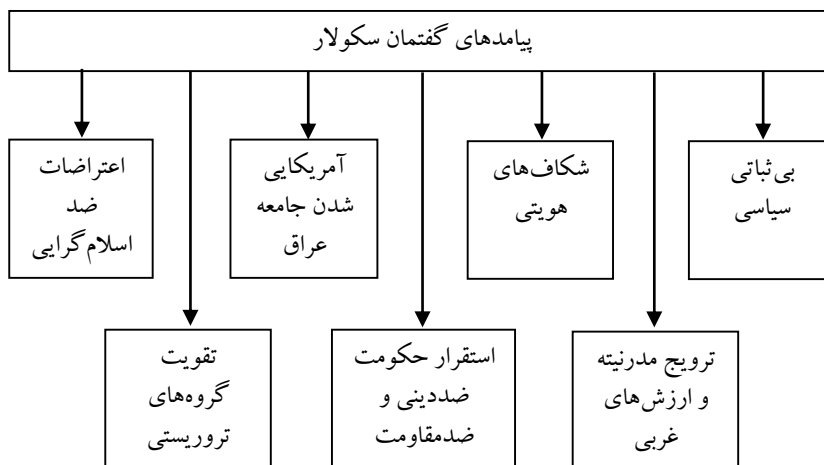 پیامدهای گفتمان سکولار
بی‌ثباتی
سیاسی
شکاف‌های
هویتی
آمریکایی
شدن جامعه
عراق
اعتراضات
ضد
اسلام‌گرایی
ترویج مدرنیته
و ارزش‌های
غربی
استقرار حکومت
ضددینی و
ضدمقاومت
تقویت
گروه‌های
تروریستی